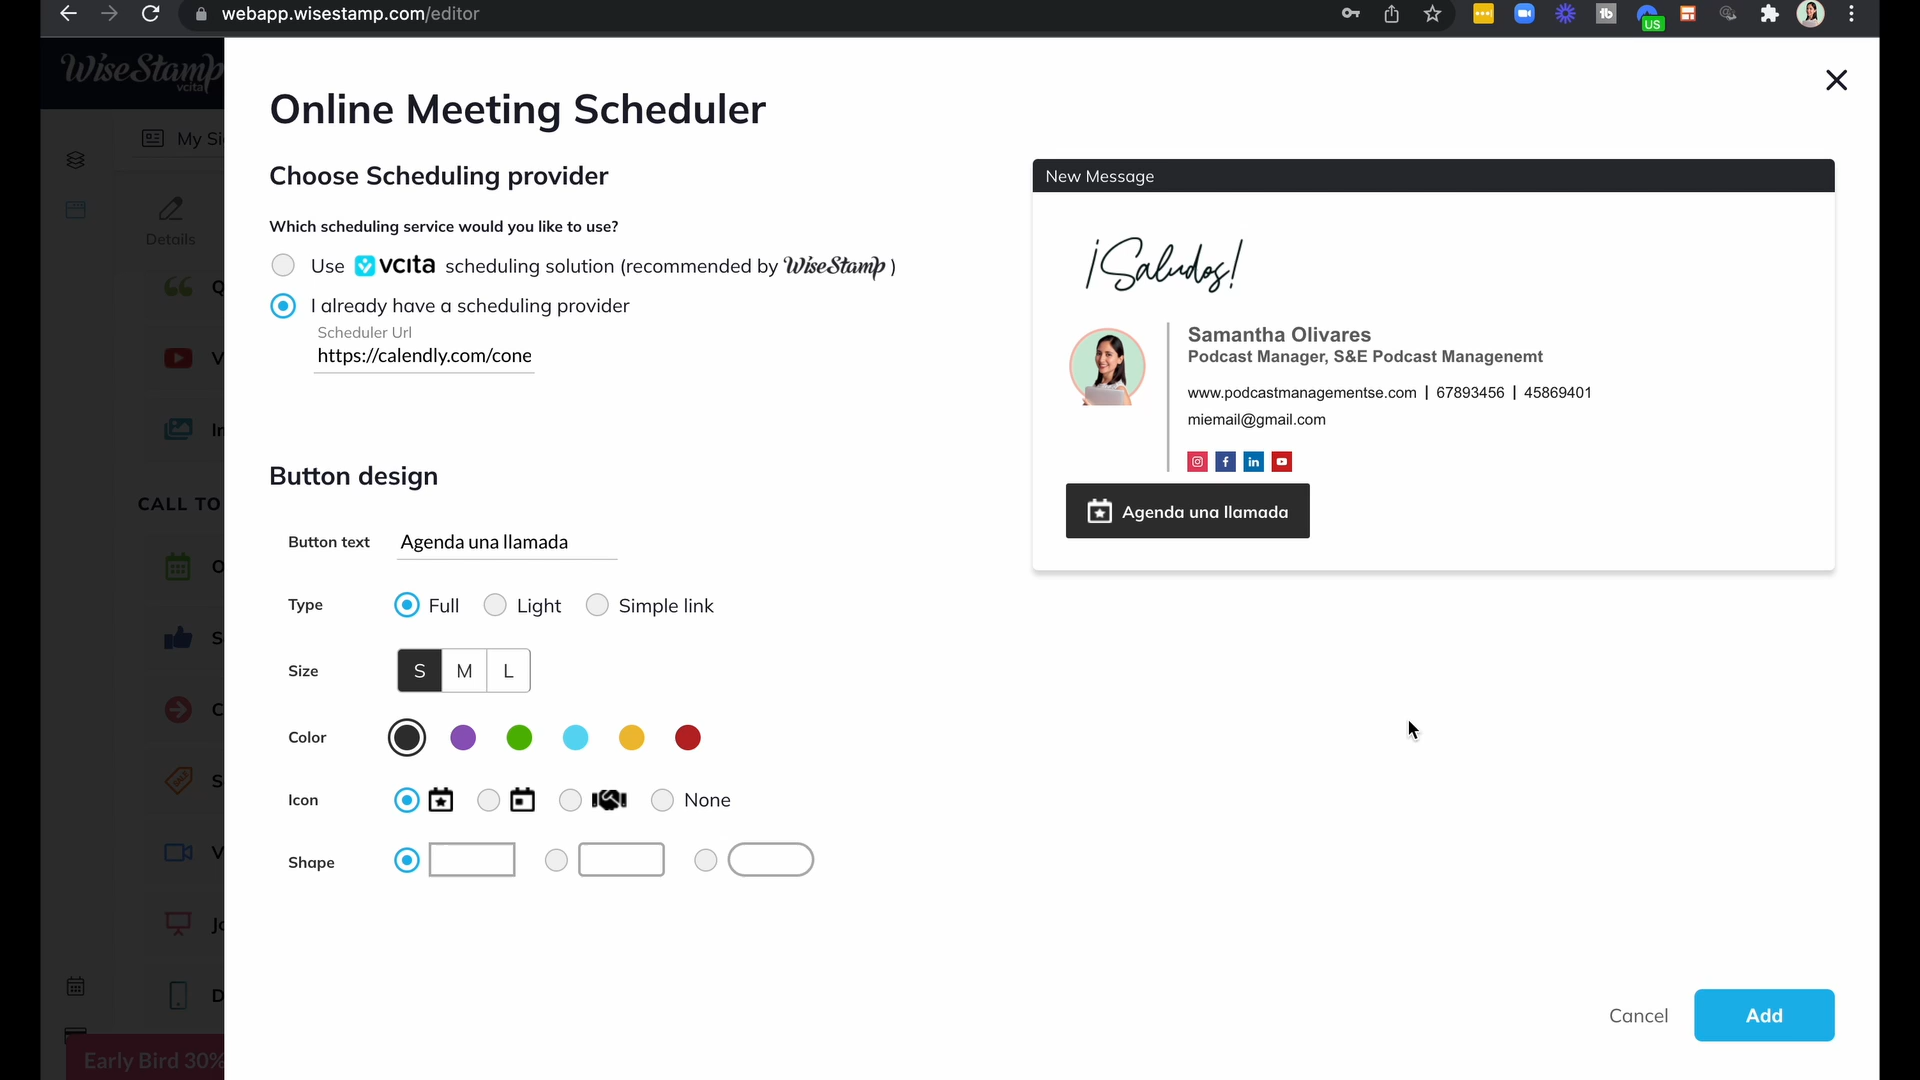 webapp.wisestamp.com/editor
US
WiseStamp
vcita
Online Meeting Scheduler
Choose Scheduling provider
Which scheduling service would you like to use?
Use vcita scheduling solution (recommended by WiseStamp )
I already have a scheduling provider
Scheduler Url
https://calendly.com/cone
Button design
Button text Agenda una llamada
Type Full Light Simple link
Size S M L
Color
Icon None
Shape
New Message
¡Saludos!
Samantha Olivares
Podcast Manager, S&E Podcast Managenemt
www.podcastmanagementse.com | 67893456 | 45869401
miemail@gmail.com
Agenda una llamada
Cancel Add
My Si
Details
CALL TO
Early Bird 30%